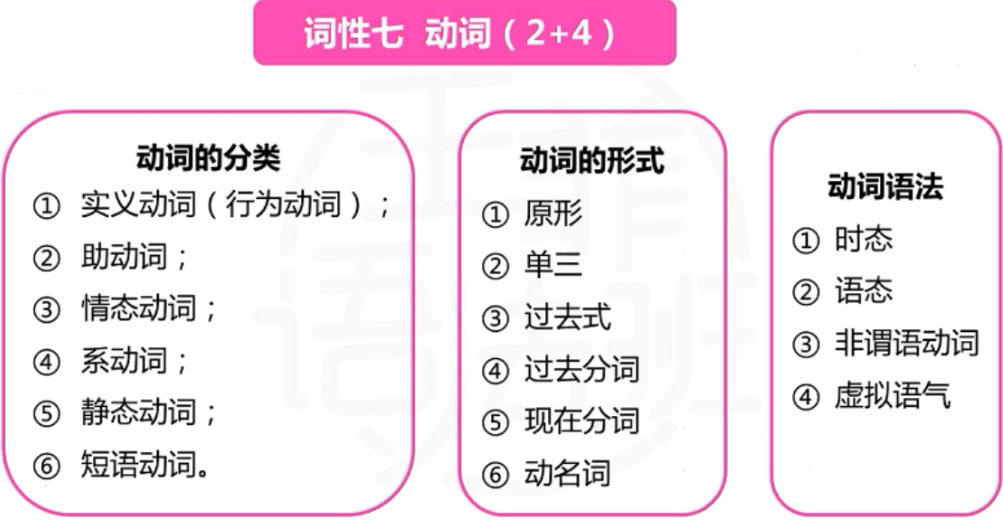 词性七 动词（2+4）
动词的分类
① 实义动词（行为动词）；
② 助动词；
③ 情态动词；
④ 系动词；
⑤ 静态动词；
⑥ 短语动词。
动词的形式
① 原形
② 单三
③ 过去式
④ 过去分词
⑤ 现在分词
⑥ 动名词
动词语法
① 时态
② 语态
③ 非谓语动词
④ 虚拟语气